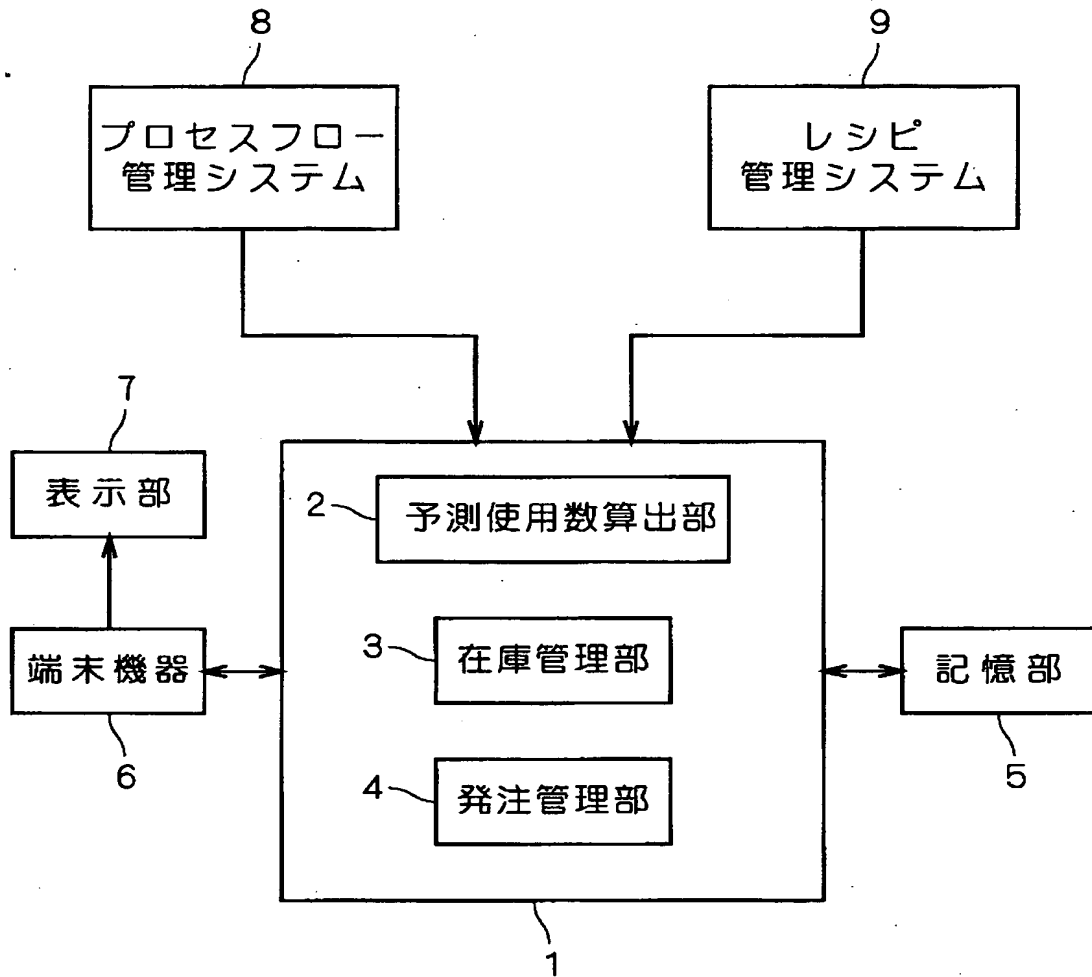 8
9
プロセスフロー
管理システム
レシピ
管理システム
7
表示部
2
予測使用数算出部
3
在庫管理部
端末機器
記憶部
6
5
4
発注管理部
1